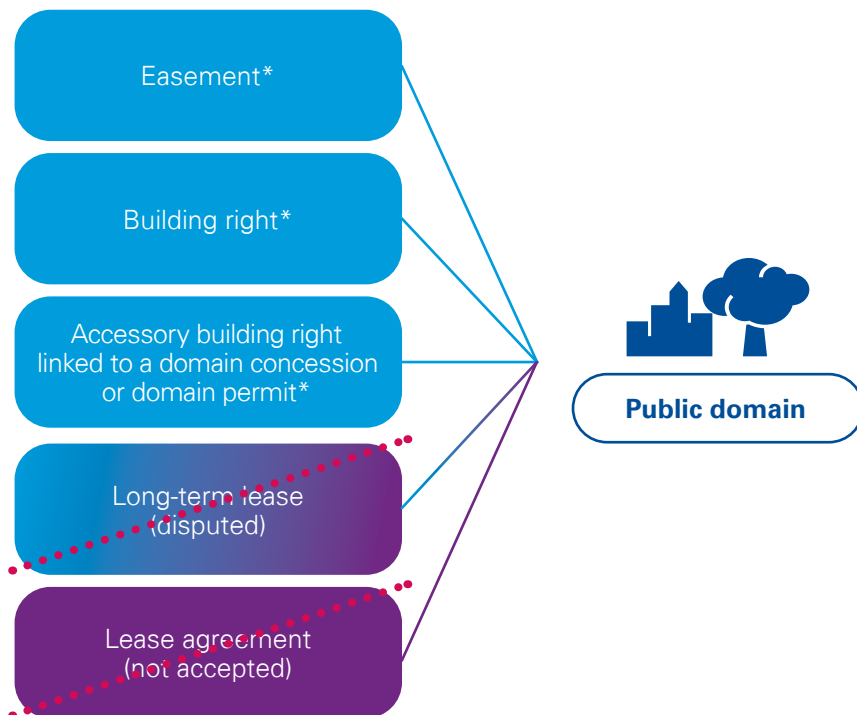 Easement*
Building right*
Accessory building right
linked to a domain concession
or domain permit*
Long-term lease
(disputed)
Lease agreement
(not accepted)
Public domain